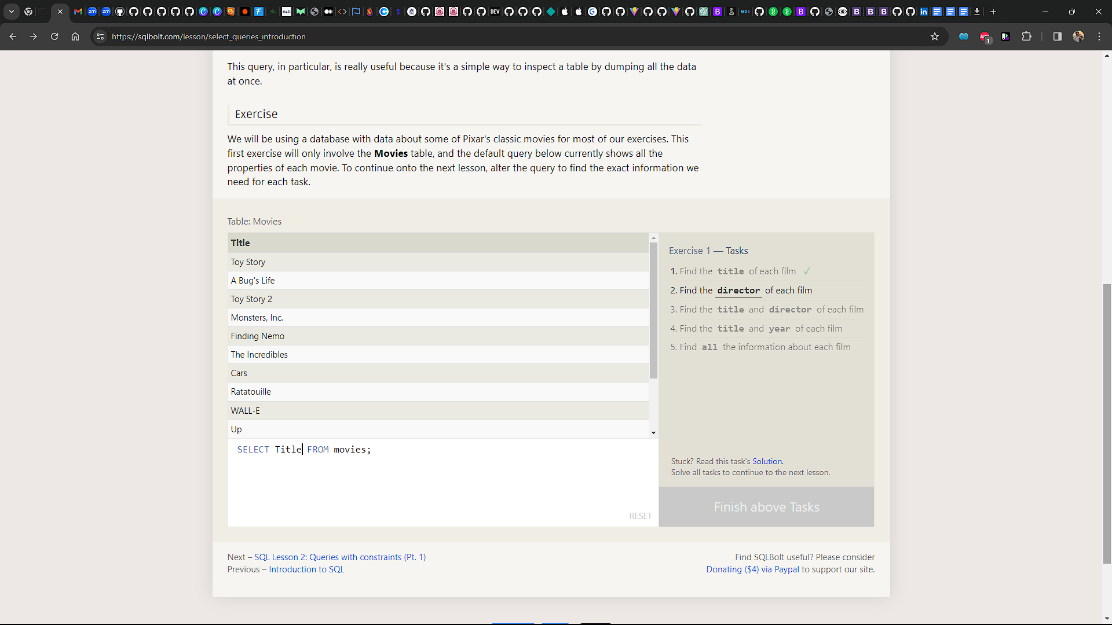 https://sqlbolt.com/lesson/select_queries_introduction
This query, in particular, is really useful because it's a simple way to inspect a table by dumping all the data
at once.
Exercise
We will be using a database with data about some of Pixar's classic movies for most of our exercises. This
first exercise will only involve the Movies table, and the default query below currently shows all the
properties of each movie. To continue onto the next lesson, alter the query to find the exact information we
need for each task.
Table: Movies
Title
Toy Story
A Bug's Life
Toy Story 2
Monsters, Inc.
Finding Nemo
The Incredibles
Cars
Ratatouille
WALL-E
Up
SELECT Title FROM movies;
RESET
Exercise 1 — Tasks
1. Find the title of each film ✓
2. Find the director of each film
3. Find the title and director of each film
4. Find the title and year of each film
5. Find all the information about each film
Stuck? Read this task's Solution.
Solve all tasks to continue to the next lesson.
Finish above Tasks
Next – SQL Lesson 2: Queries with constraints (Pt. 1)
Previous – Introduction to SQL
Find SQLBolt useful? Please consider
Donating ($4) via Paypal to support our site.